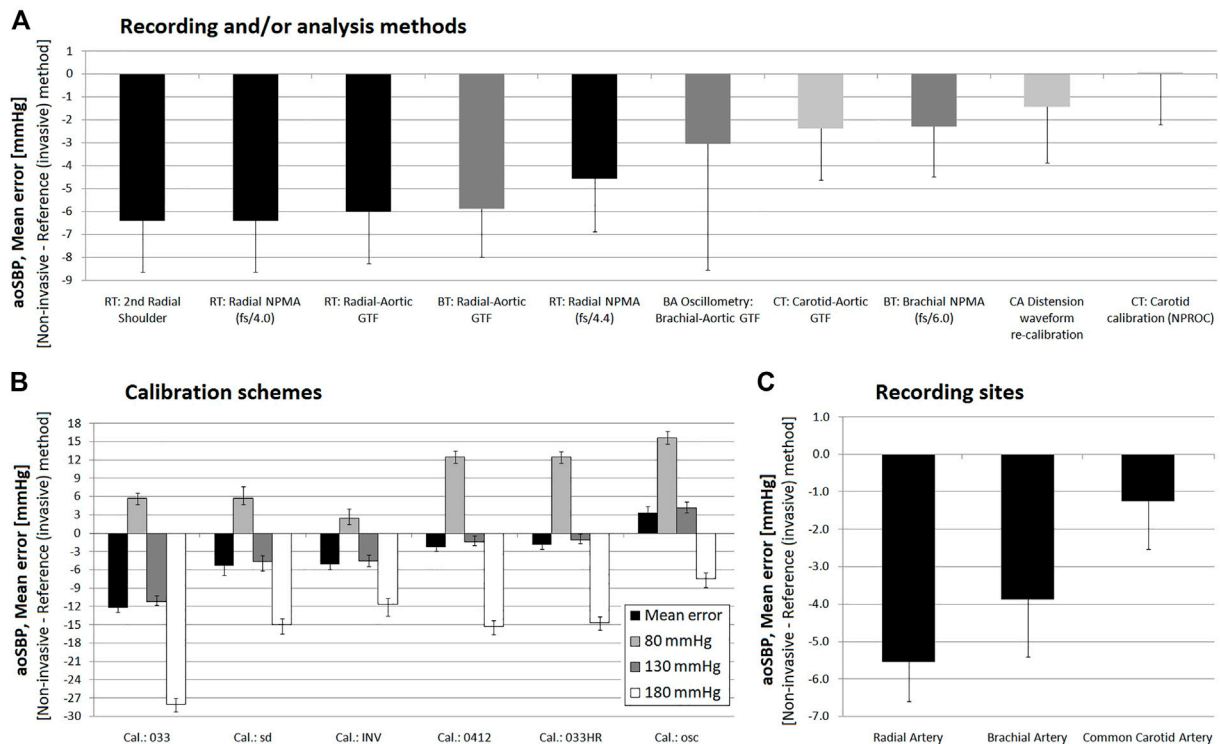 A
Recording and/or analysis methods
aoSBP, Mean error [mmHg]
[Non-invasive - Reference (invasive) method]
1
0
-1
-2
-3
-4
-5
-6
-7
-8
-9
RT: 2nd Radial
Shoulder
RT: Radial NPMA
(fs/4.0)
RT: Radial-Aortic
GTF
BT: Radial-Aortic
GTF
RT: Radial NPMA
(fs/4.4)
BA Oscillometry:
Brachial-Aortic GTF
CT: Carotid-Aortic
GTF
BT: Brachial NPMA
(fs/6.0)
CA Distension
waveform
re-calibration
CT: Carotid
calibration (NPROC)
B
Calibration schemes
aoSBP, Mean error [mmHg]
[Non-invasive - Reference (invasive) method]
18
15
12
9
6
3
0
-3
-6
-9
-12
-15
-18
-21
-24
-27
-30
Mean error
80 mmHg
130 mmHg
180 mmHg
Cal.: 033
Cal.: sd
Cal.: INV
Cal.: 0412
Cal.: 033HR
Cal.: osc
C
Recording sites
aoSBP, Mean error [mmHg]
[Non-invasive - Reference (invasive) method]
1.0
0.0
-1.0
-2.0
-3.0
-4.0
-5.0
-6.0
-7.0
Radial Artery
Brachial Artery
Common Carotid Artery